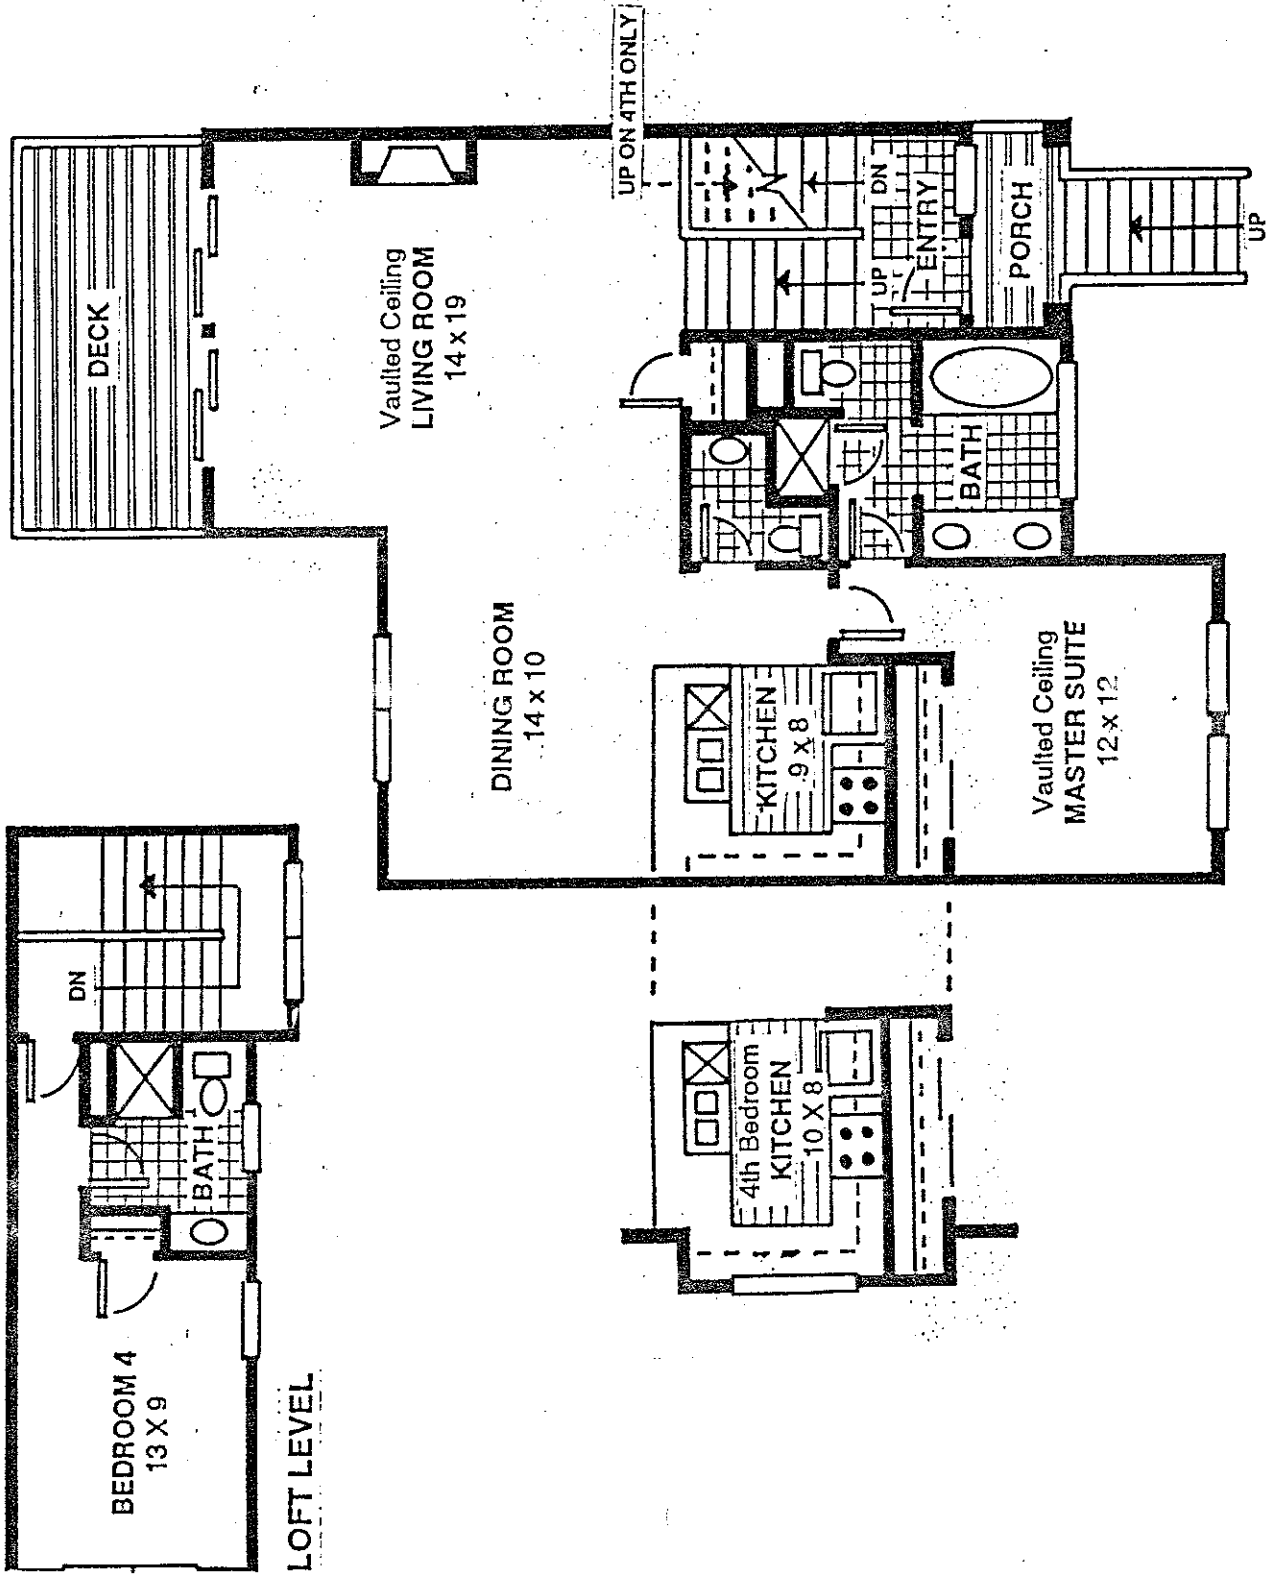 DECK
Vaulted Ceiling
LIVING ROOM
14 x 19
UP ON 4TH ONLY
DN
UP
ENTRY
PORCH
UP
BATH
DINING ROOM
14 x 10
KITCHEN
9 x 8
Vaulted Ceiling
MASTER SUITE
12 x 12
4th Bedroom
KITCHEN
10 X 8
DN
BATH
BEDROOM 4
13 X 9
LOFT LEVEL